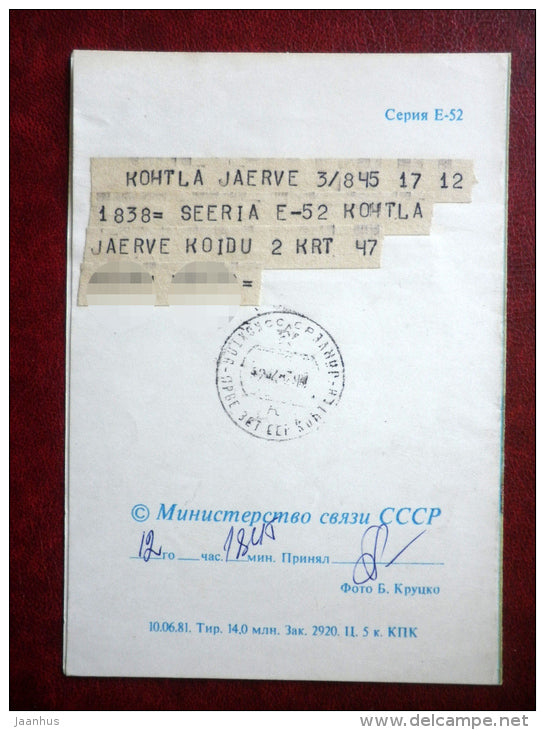 Серия Е-52
KOHTLA JAERVE 3/845 17 12
1838= SEERIA E-52 KOHTLA
JAERVE KOIDU 2 KRT 47
=
© Министерство связи СССР
12го час. 1845 мин. Принял
Фото Б. Круцко
10.06.81. Тир. 14.0 млн. Зак. 2920. Ц. 5 к. КПК
jaanhus
www.delcampe.net